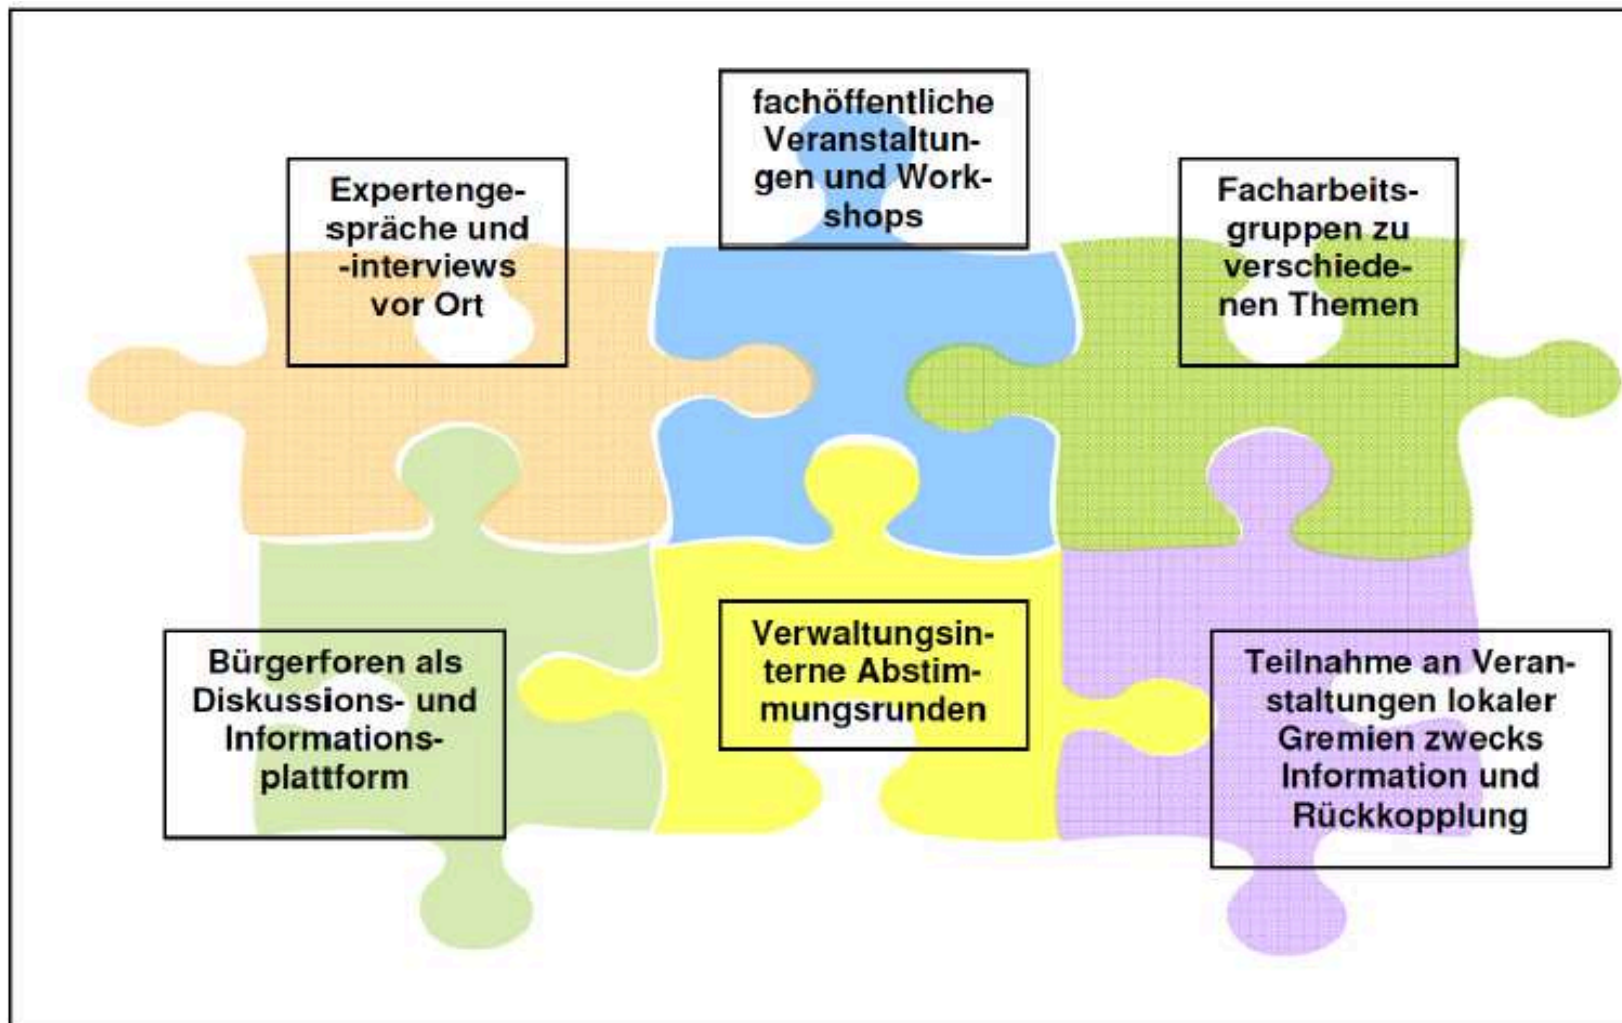 fachöffentliche
Veranstaltun-
gen und Work-
shops
Expertenge-
spräche und
-interviews
vor Ort
Facharbeits-
gruppen zu
verschiede-
nen Themen
Bürgerforen als
Diskussions- und
Informations-
plattform
Verwaltungsin-
terne Abstim-
mungsrunden
Teilnahme an Veran-
staltungen lokaler
Gremien zwecks
Information und
Rückkopplung